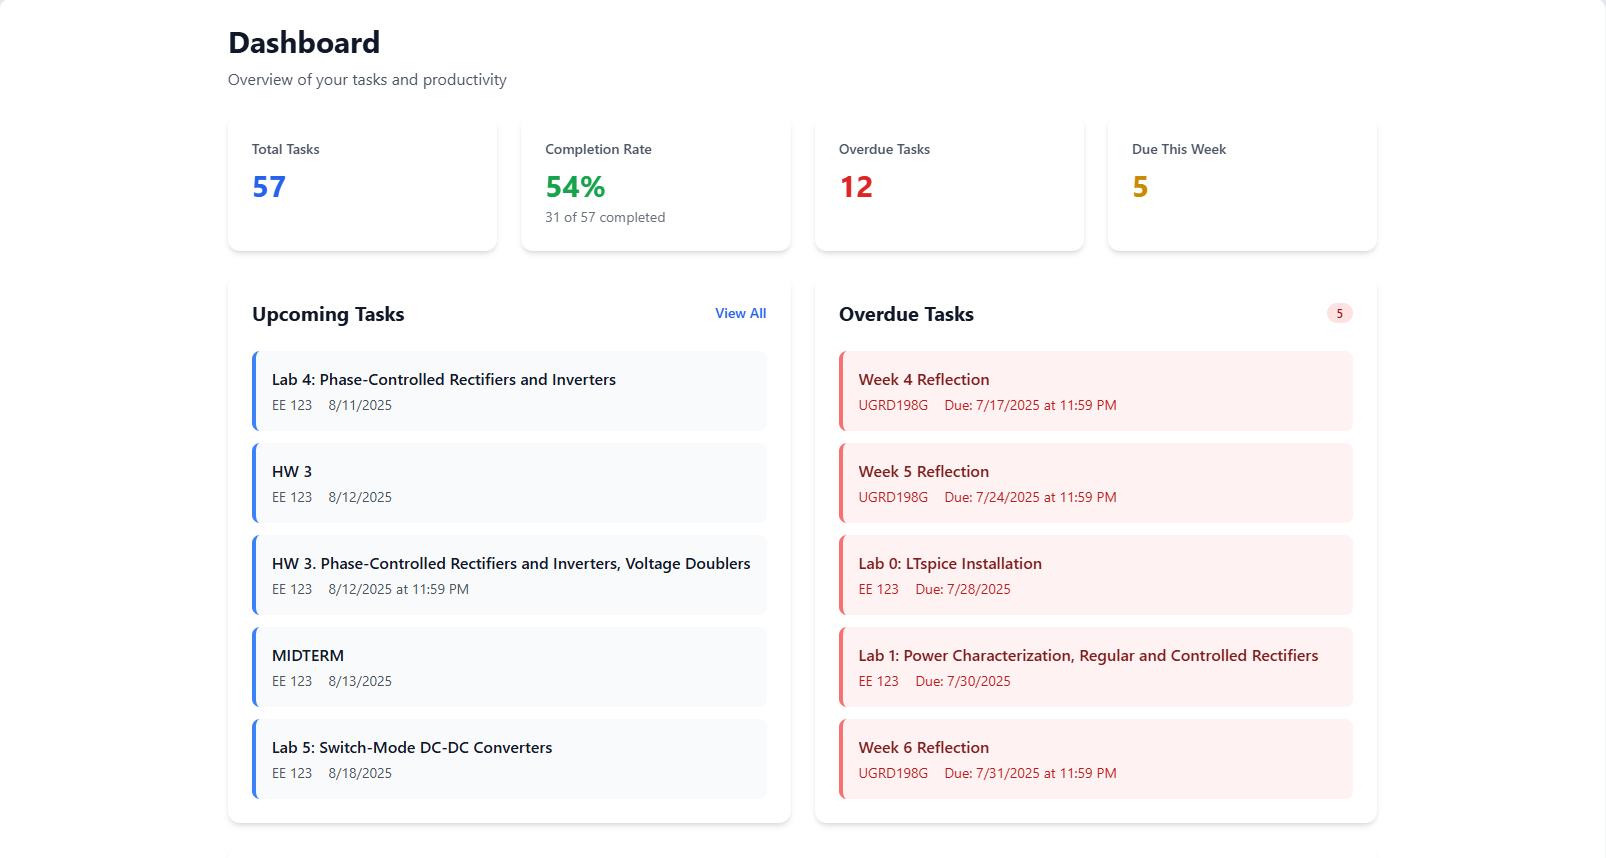 Dashboard
Overview of your tasks and productivity
Total Tasks
57
Completion Rate
54%
31 of 57 completed
Overdue Tasks
12
Due This Week
5
Upcoming Tasks
View All
Lab 4: Phase-Controlled Rectifiers and Inverters
EE 123 8/11/2025
HW 3
EE 123 8/12/2025
HW 3. Phase-Controlled Rectifiers and Inverters, Voltage Doublers
EE 123 8/12/2025 at 11:59 PM
MIDTERM
EE 123 8/13/2025
Lab 5: Switch-Mode DC-DC Converters
EE 123 8/18/2025
Overdue Tasks
5
Week 4 Reflection
UGRD198G Due: 7/17/2025 at 11:59 PM
Week 5 Reflection
UGRD198G Due: 7/24/2025 at 11:59 PM
Lab 0: LTspice Installation
EE 123 Due: 7/28/2025
Lab 1: Power Characterization, Regular and Controlled Rectifiers
EE 123 Due: 7/30/2025
Week 6 Reflection
UGRD198G Due: 7/31/2025 at 11:59 PM